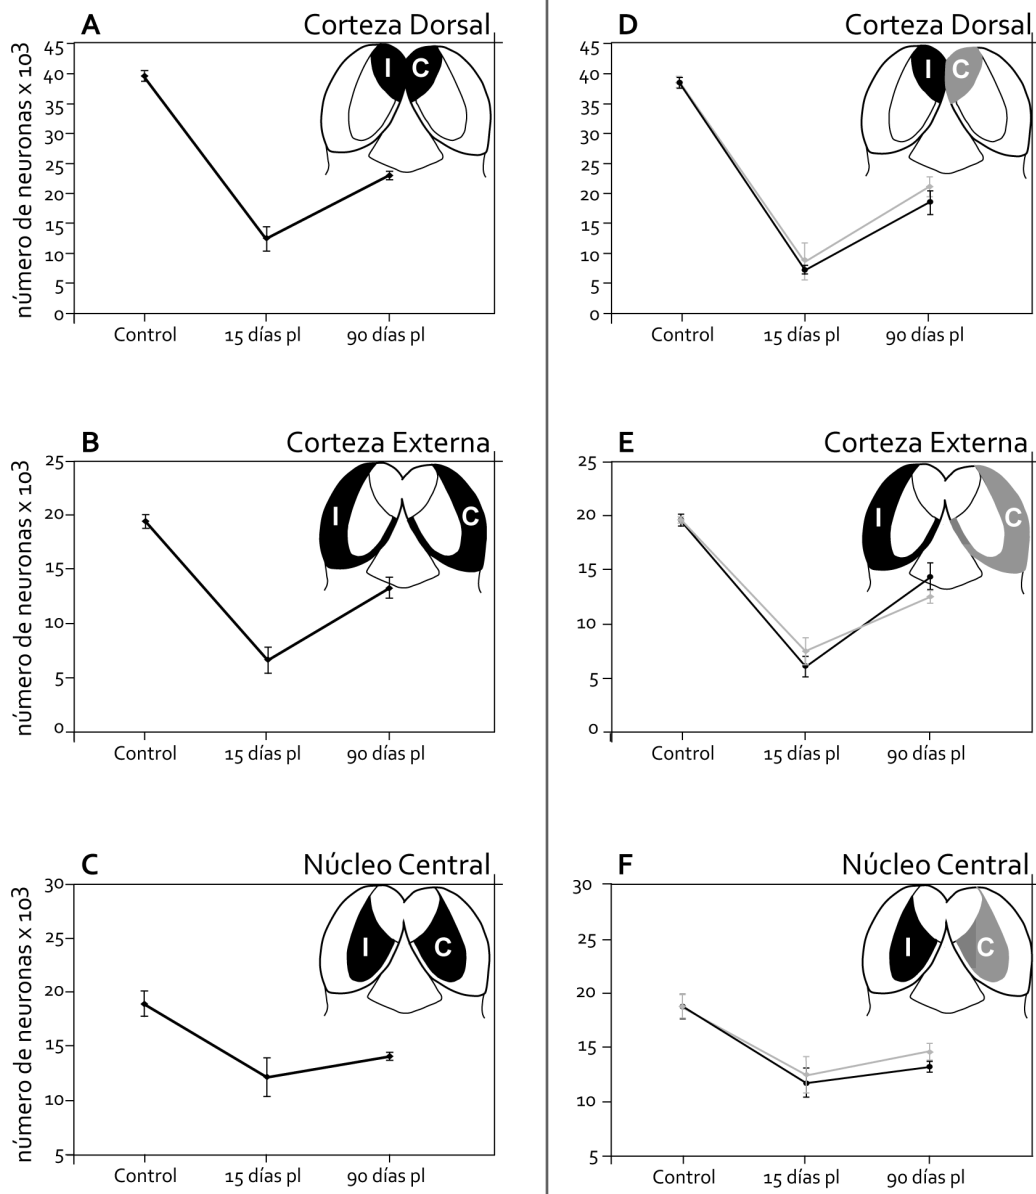 A Corteza Dorsal
número de neuronas x 10³
45
40
35
30
25
20
15
10
5
0
I C
Control 15 días pl 90 días pl
D Corteza Dorsal
45
40
35
30
25
20
15
10
5
0
I C
Control 15 días pl 90 días pl
B Corteza Externa
número de neuronas x 10³
25
20
15
10
5
0
I C
Control 15 días pl 90 días pl
E Corteza Externa
25
20
15
10
5
0
I C
Control 15 días pl 90 días pl
C Núcleo Central
número de neuronas x 10³
30
25
20
15
10
5
I C
Control 15 días pl 90 días pl
F Núcleo Central
30
25
20
15
10
5
I C
Control 15 días pl 90 días pl